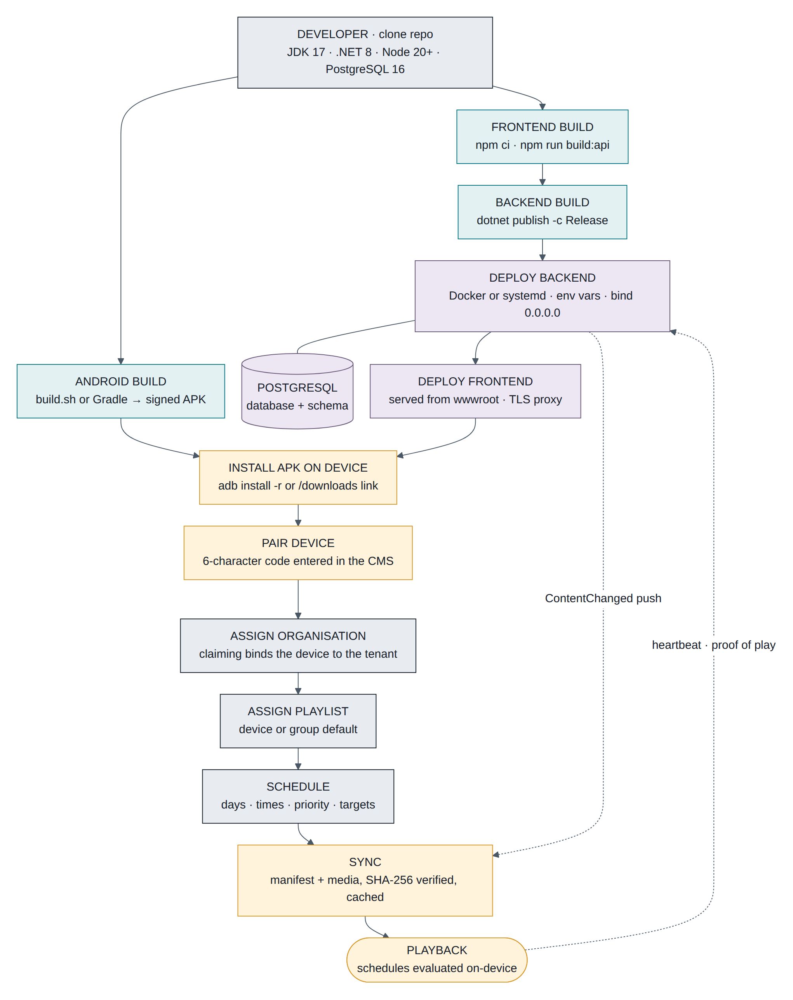 DEVELOPER · clone repo
JDK 17 · .NET 8 · Node 20+ ·
PostgreSQL 16
FRONTEND BUILD
npm ci · npm run build:api
BACKEND BUILD
dotnet publish -c Release
DEPLOY BACKEND
Docker or systemd · env vars · bind
0.0.0.0
ANDROID BUILD
build.sh or Gradle → signed APK
POSTGRESQL
database + schema
DEPLOY FRONTEND
served from wwwroot · TLS proxy
INSTALL APK ON DEVICE
adb install -r or /downloads link
PAIR DEVICE
6-character code entered in the CMS
ContentChanged push
ASSIGN ORGANISATION
claiming binds the device to the tenant
heartbeat · proof of play
ASSIGN PLAYLIST
device or group default
SCHEDULE
days · times · priority · targets
SYNC
manifest + media, SHA-256 verified,
cached
PLAYBACK
schedules evaluated on-device